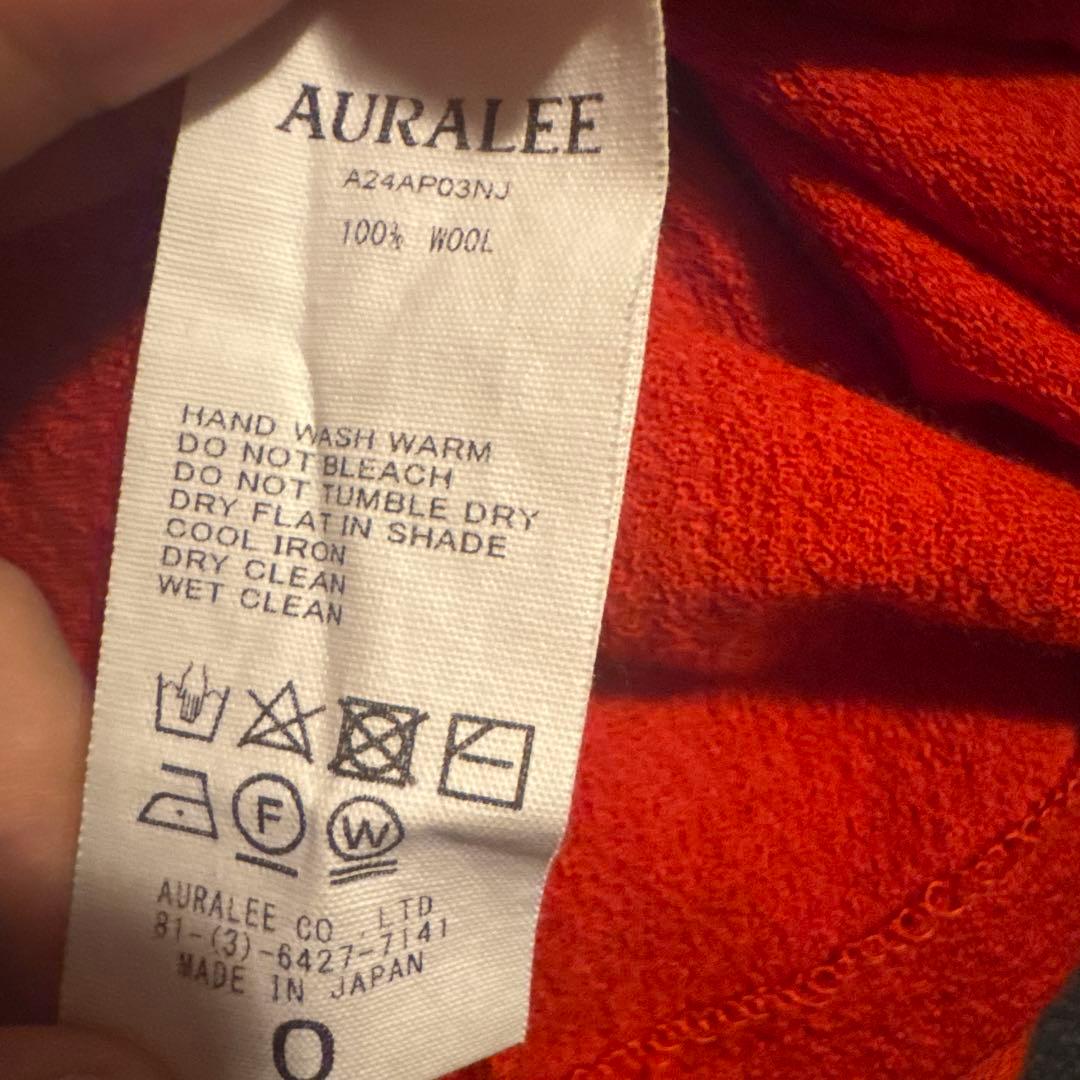 AURALEE
A24AP03NJ
100% WOOL
HAND WASH WARM
DO NOT BLEACH
DO NOT TUMBLE DRY
DRY FLAT IN SHADE
COOL IRON
DRY CLEAN
WET CLEAN
F
W
AURALEE CO .LTD
81-(3)-6427-7141
MADE IN JAPAN
0